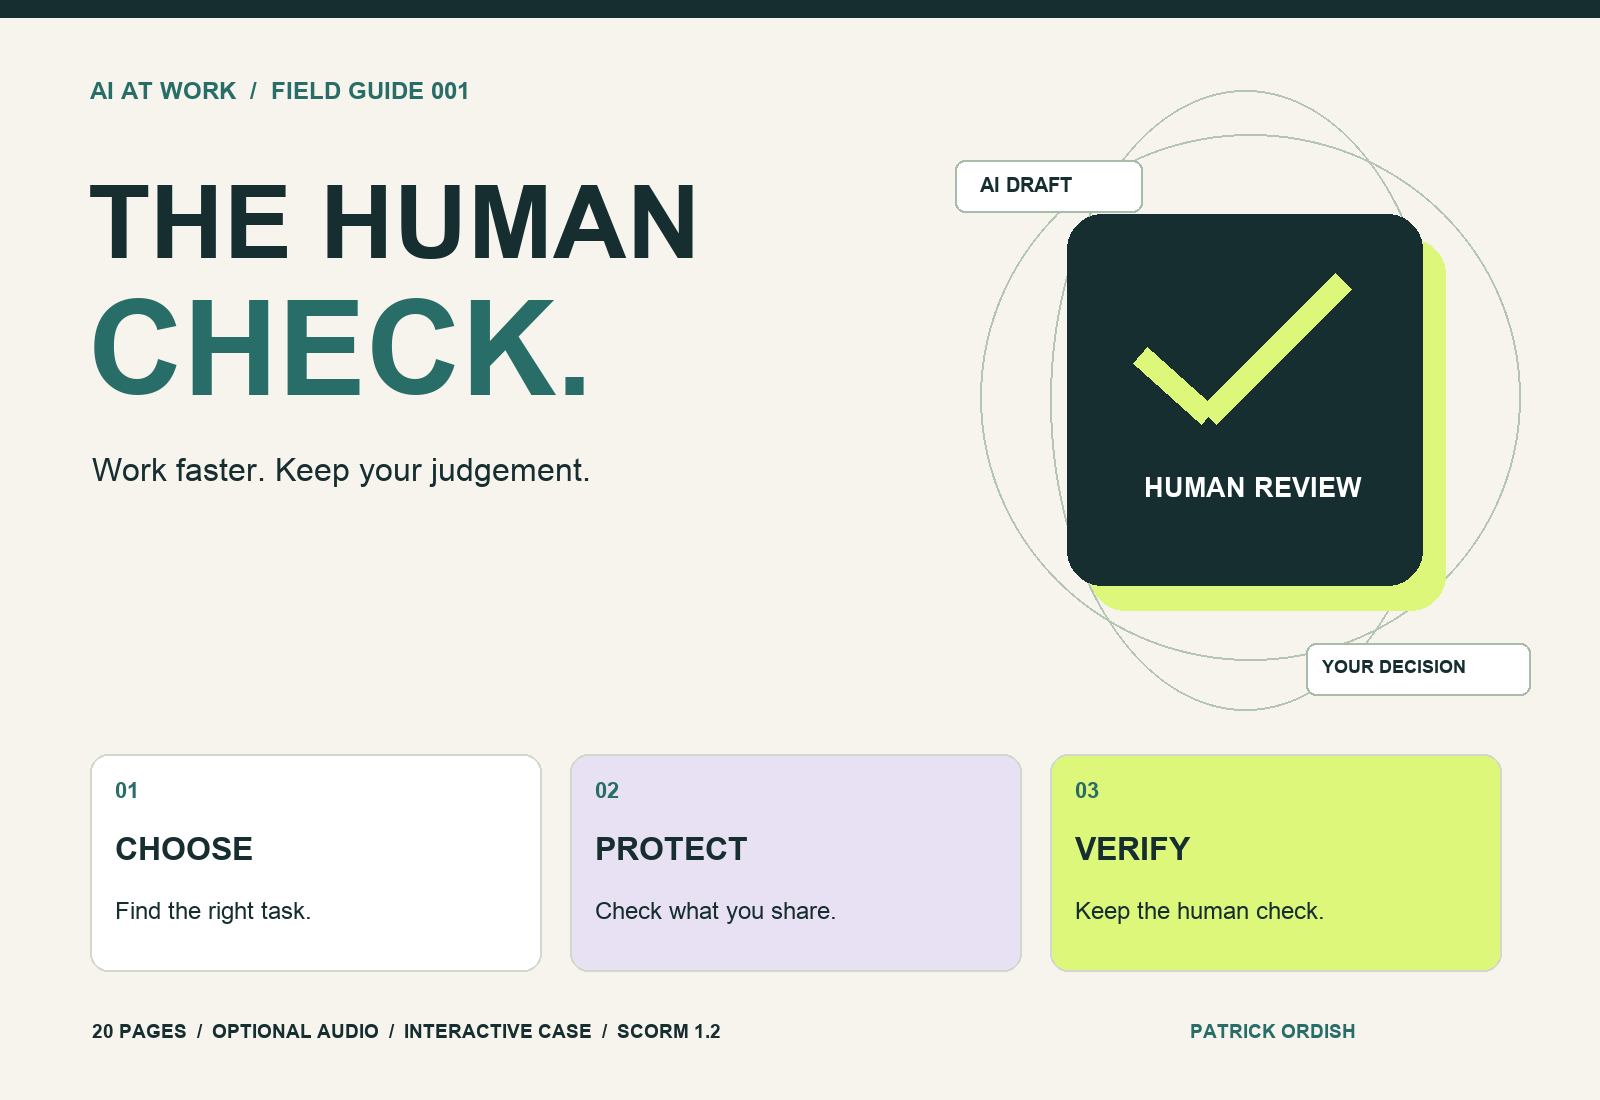 AI AT WORK / FIELD GUIDE 001
THE HUMAN
CHECK.
Work faster. Keep your judgement.
AI DRAFT
HUMAN REVIEW
YOUR DECISION
01
CHOOSE
Find the right task.
02
PROTECT
Check what you share.
03
VERIFY
Keep the human check.
20 PAGES / OPTIONAL AUDIO / INTERACTIVE CASE / SCORM 1.2
PATRICK ORDISH